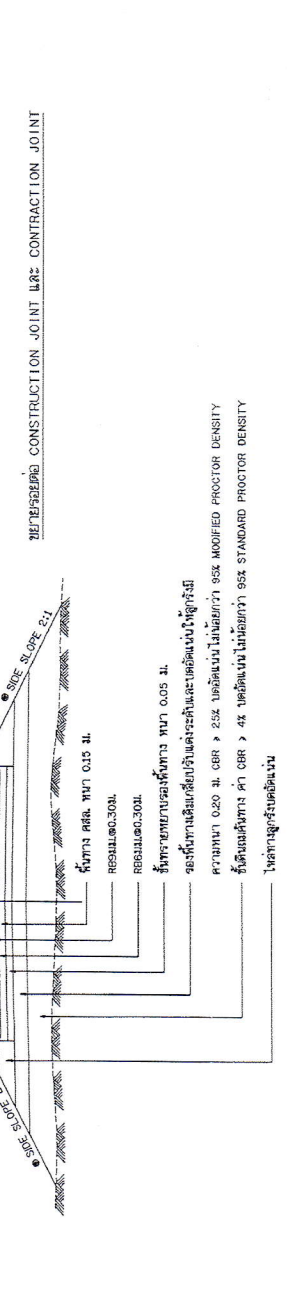 SIDE SLOPE 2:1
SIDE SLOPE
พื้นทาง คสล. หนา 0.15 ม.
RB9มม.@0.30ม.
RB6มม.@0.30ม.
ชั้นทรายหยาบรองพื้นทาง หนา 0.05 ม.
รองพื้นทางเดิมเกลี่ยปรับแต่งระดับและบดอัดแน่นให้ลูกรังมี
ความหนา 0.20 ม. CBR > 25% บดอัดแน่นไม่น้อยกว่า 95% MODIFIED PROCTOR DENSITY
ชั้นดินถมคันทาง ค่า CBR > 4% บดอัดแน่นไม่น้อยกว่า 95% STANDARD PROCTOR DENSITY
ไหล่ทางลูกรังบดอัดแน่น
ขยายรอยต่อ CONSTRUCTION JOINT และ CONTRACTION JOINT